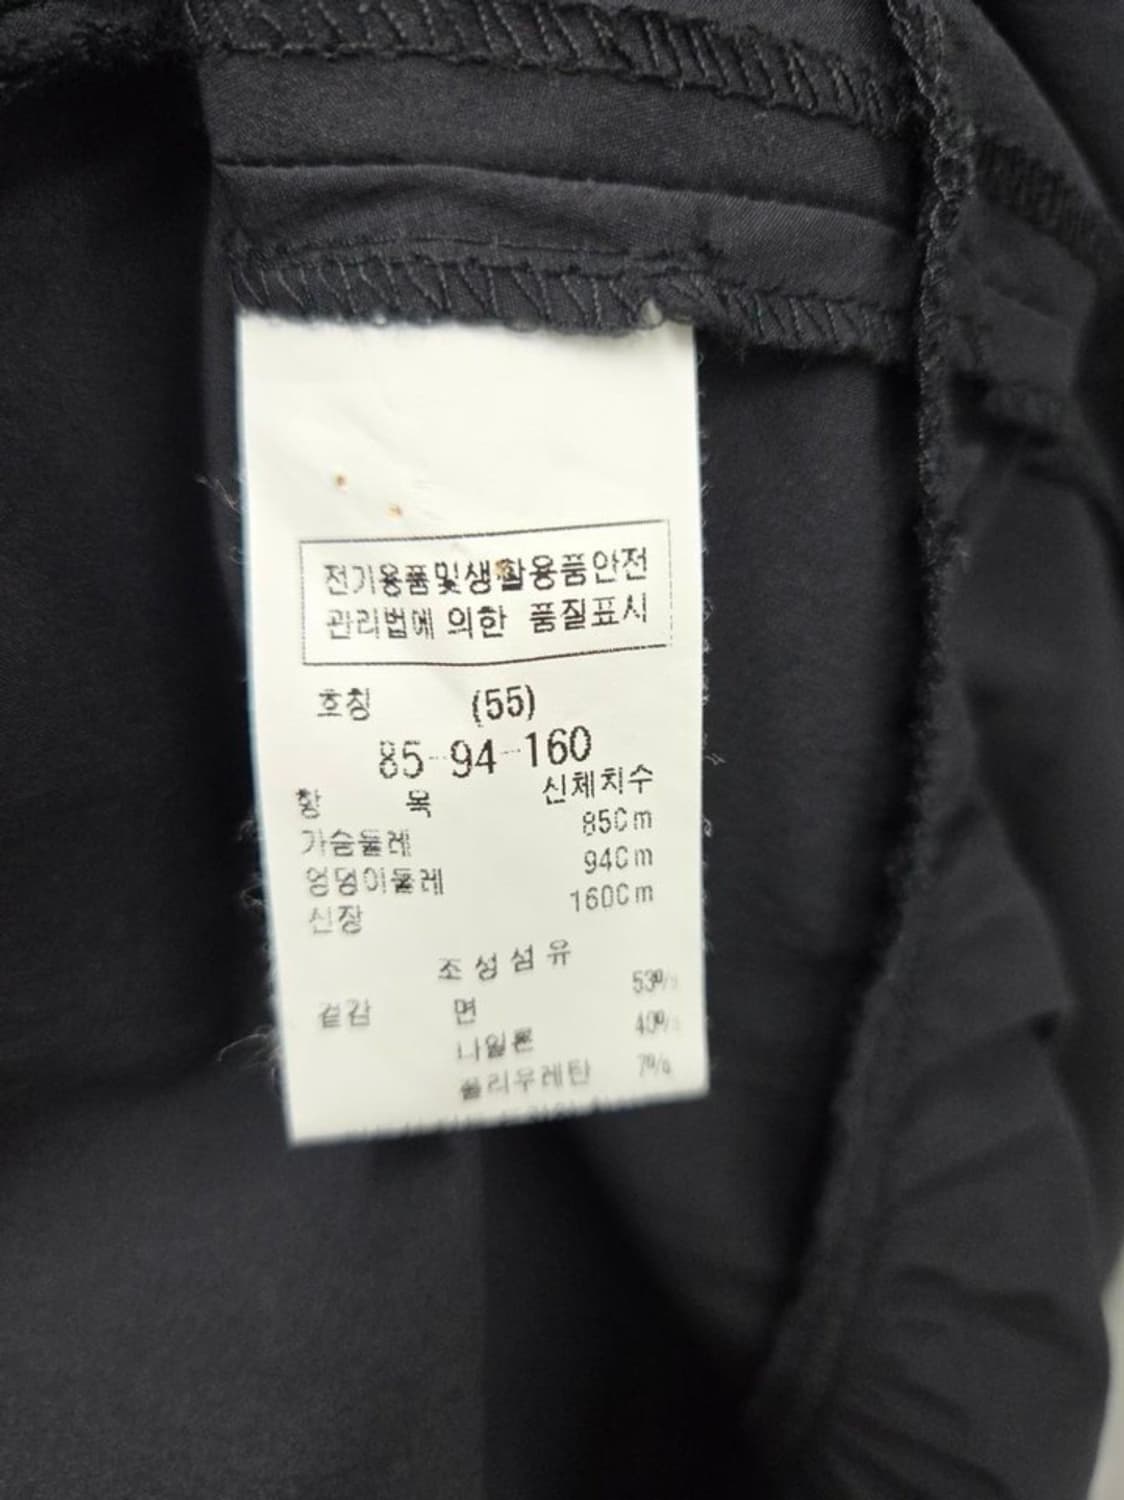 전기용품및생활용품안전
관리법에 의한 품질표시
호칭 (55)
85-94-160
항 목 신체치수
가슴둘레 85Cm
엉덩이둘레 94Cm
신장 160Cm
조성섬유
겉감 면 53%
나일론 40%
폴리우레탄 7%